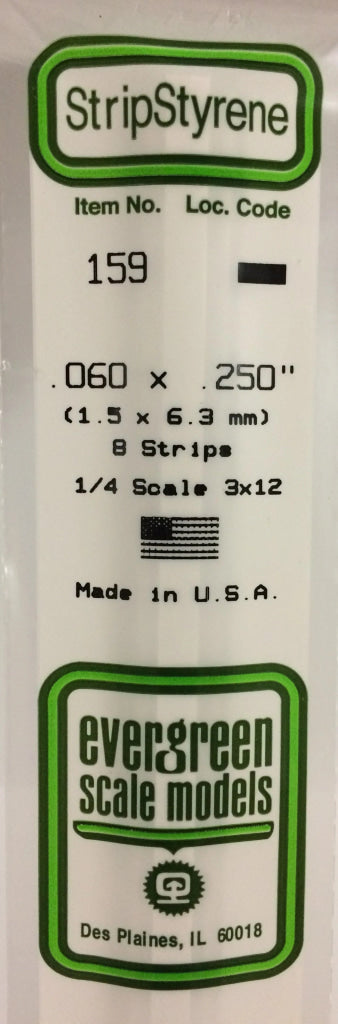 StripStyrene
Item No. Loc. Code
159
.060 x .250"
(1.5 x 6.3 mm)
8 Strips
1/4 Scale 3x12
Made in U.S.A.
evergreen
scale models
Des Plaines, IL 60018